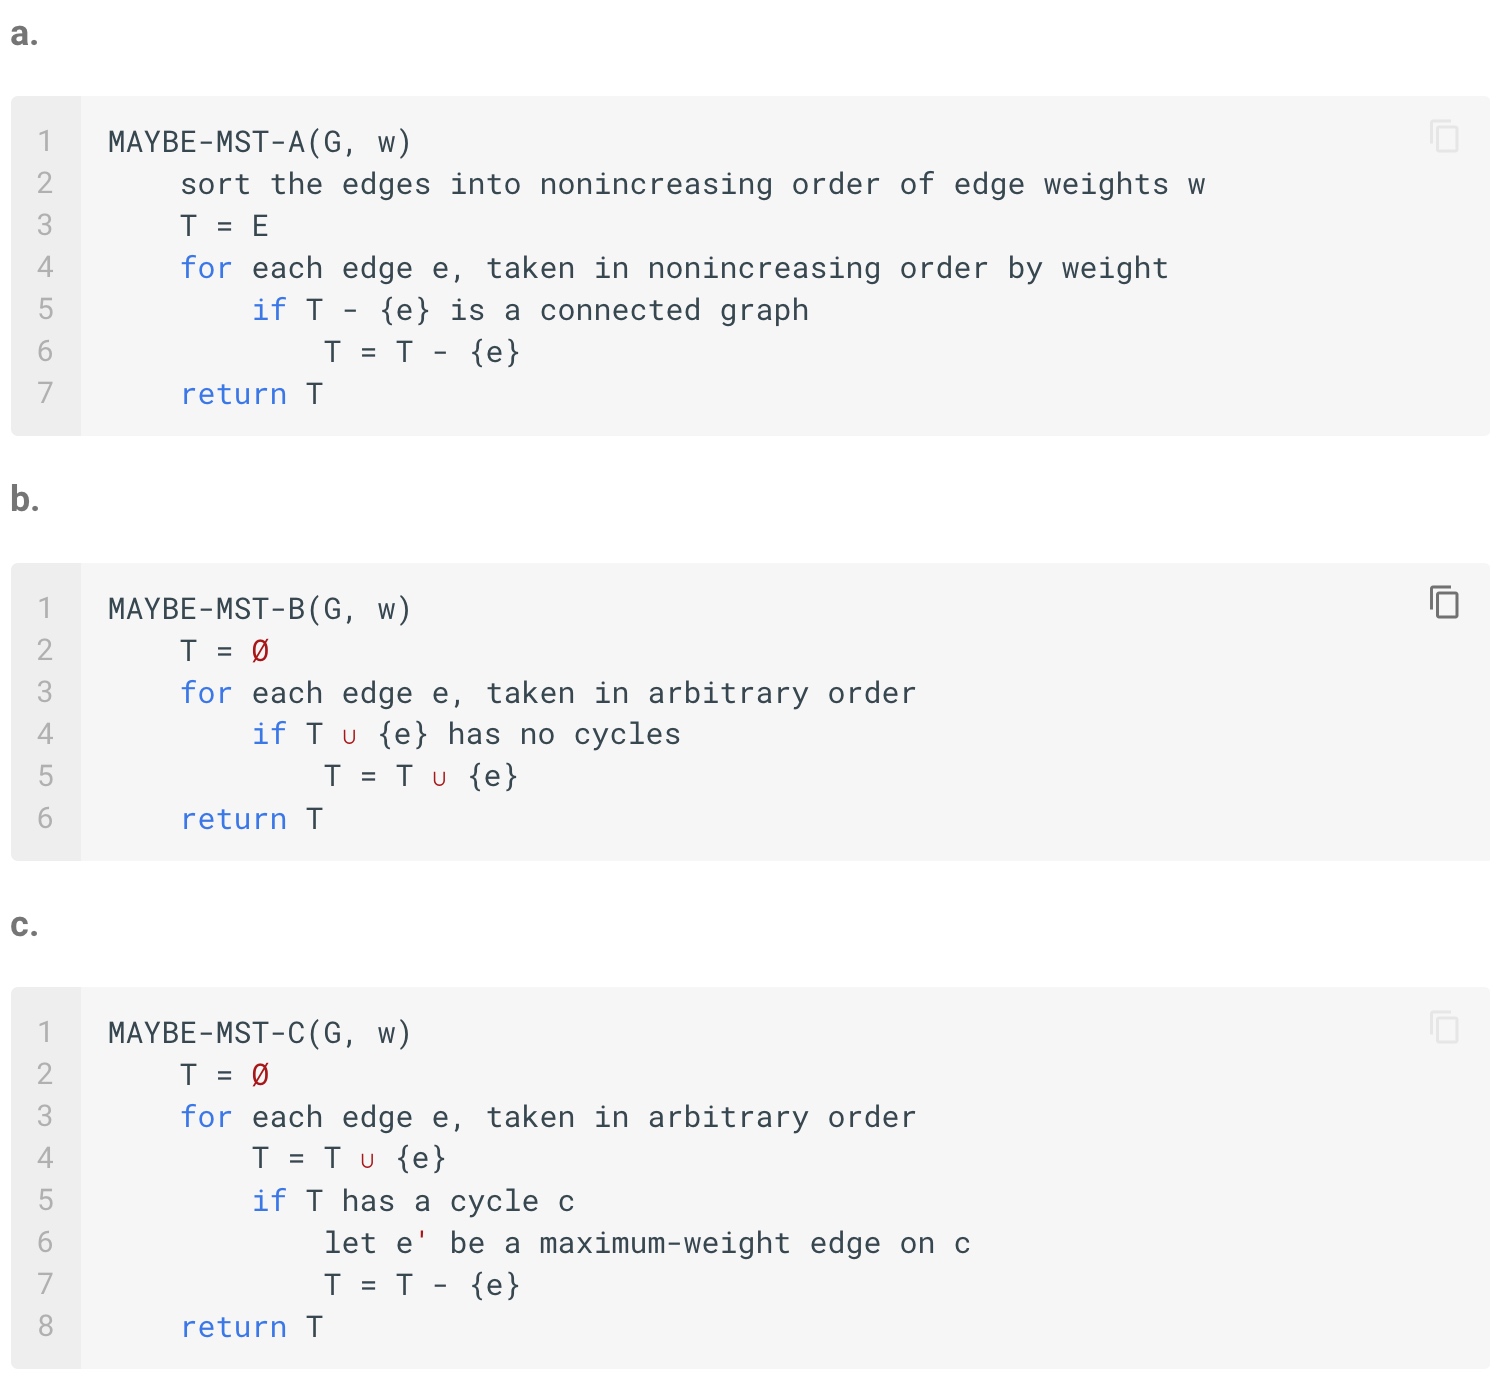 a.
1 MAYBE-MST-A(G, w)
2     sort the edges into nonincreasing order of edge weights w
3     T = E
4     for each edge e, taken in nonincreasing order by weight
5         if T - {e} is a connected graph
6             T = T - {e}
7     return T
b.
1 MAYBE-MST-B(G, w)
2     T = Ø
3     for each edge e, taken in arbitrary order
4         if T ∪ {e} has no cycles
5             T = T ∪ {e}
6     return T
c.
1 MAYBE-MST-C(G, w)
2     T = Ø
3     for each edge e, taken in arbitrary order
4         T = T ∪ {e}
5         if T has a cycle c
6             let e' be a maximum-weight edge on c
7             T = T - {e}
8     return T